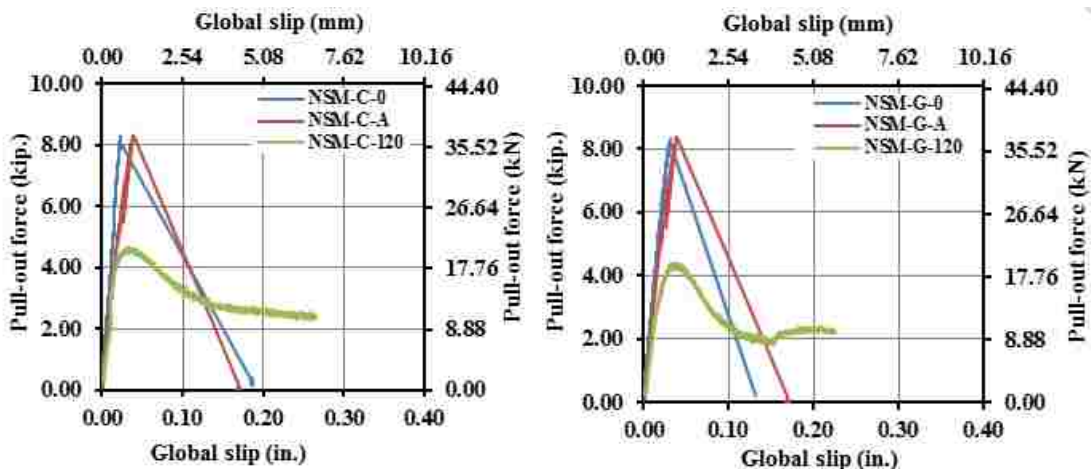 Global slip (mm)
0.00 2.54 5.08 7.62 10.16
10.00
8.00
6.00
4.00
2.00
0.00
Pull-out force (kip.)
NSM-C-0
NSM-C-A
NSM-C-120
44.40
35.52
26.64
17.76
8.88
0.00
Pull-out force (kN)
0.00 0.10 0.20 0.30 0.40
Global slip (in.)
Global slip (mm)
0.00 2.54 5.08 7.62 10.16
10.00
8.00
6.00
4.00
2.00
0.00
Pull-out force (kip.)
NSM-G-0
NSM-G-A
NSM-G-120
44.40
35.52
26.64
17.76
8.88
0.00
Pull-out force (kN)
0.00 0.10 0.20 0.30 0.40
Global slip (in.)